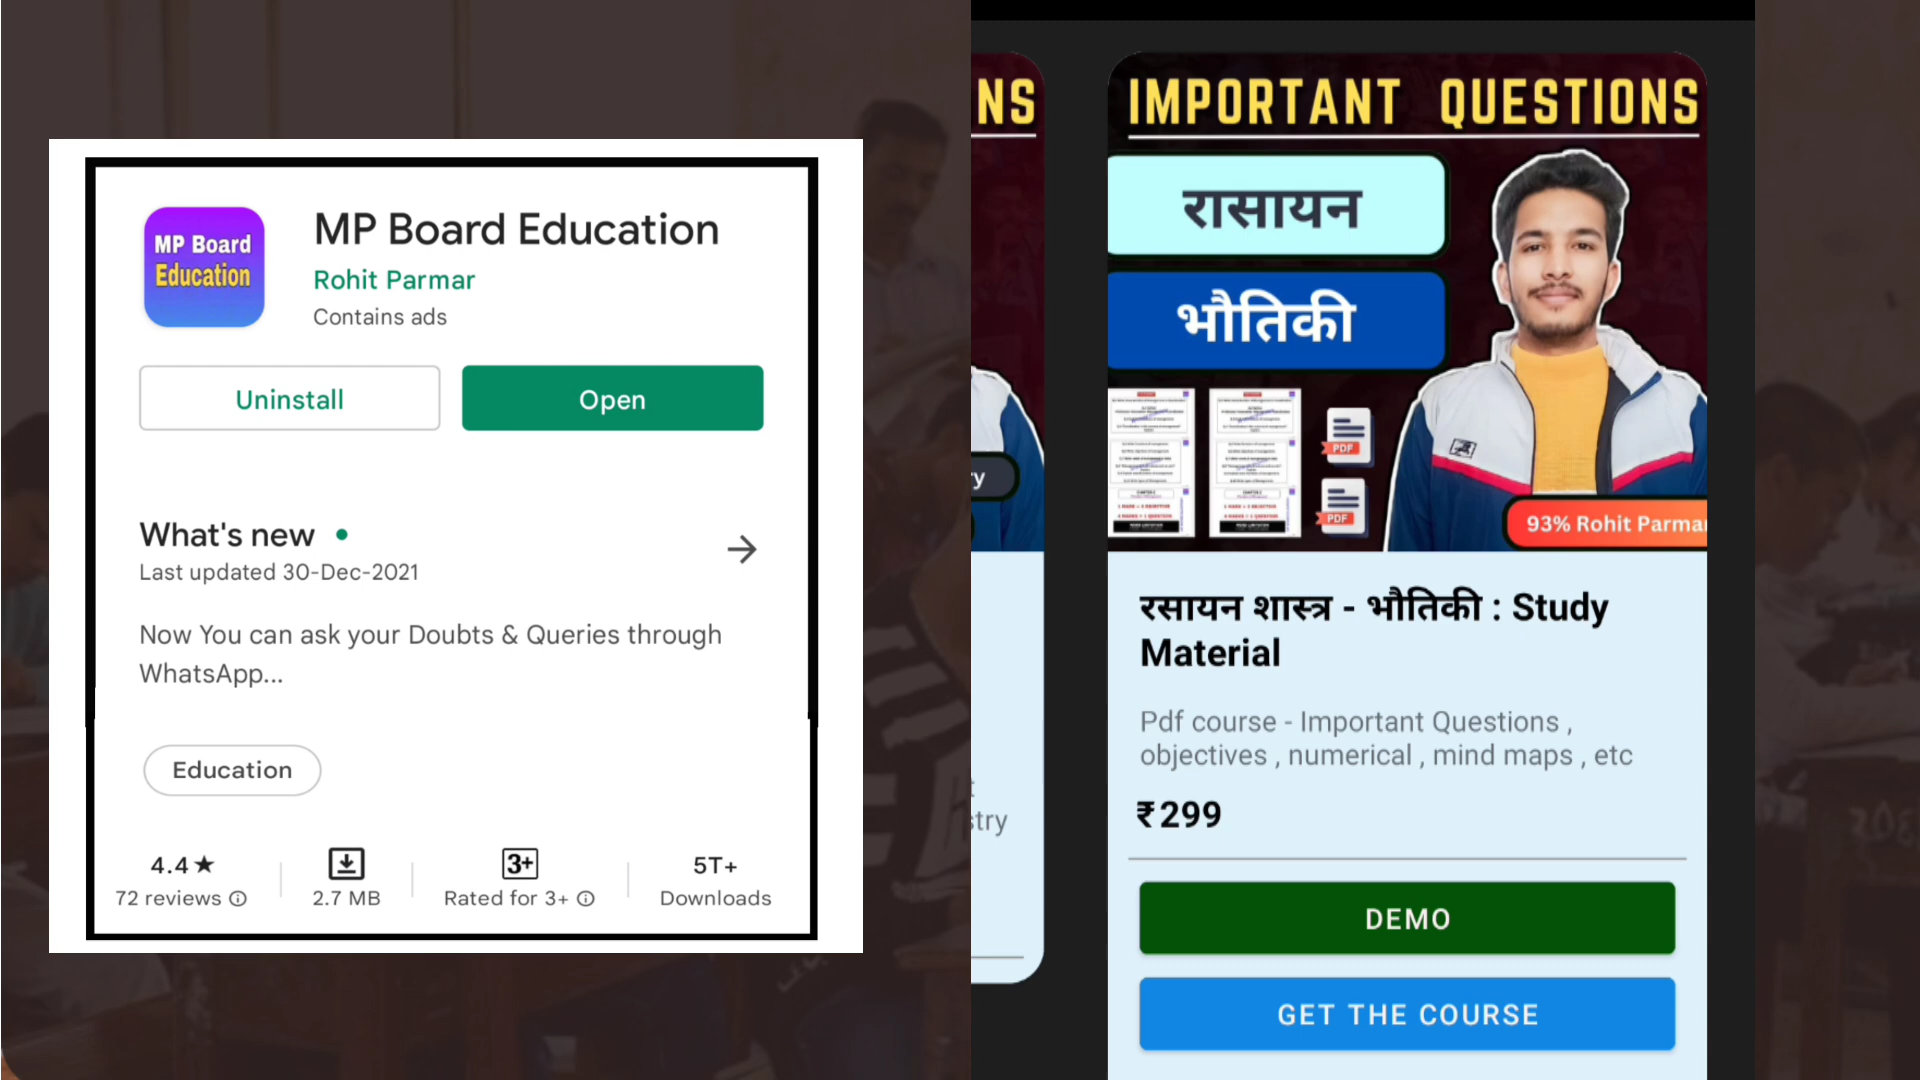 MP Board
Education
MP Board Education
Rohit Parmar
Contains ads
Uninstall
Open
What's new
Last updated 30-Dec-2021
Now You can ask your Doubts & Queries through
WhatsApp...
Education
4.4★
72 reviews
2.7 MB
3+
Rated for 3+
5T+
Downloads
NS
y
stry
IMPORTANT QUESTIONS
रासायन
भौतिकी
PDF
PDF
93% Rohit Parmar
रसायन शास्त्र - भौतिकी : Study
Material
Pdf course - Important Questions ,
objectives , numerical , mind maps , etc
₹299
DEMO
GET THE COURSE